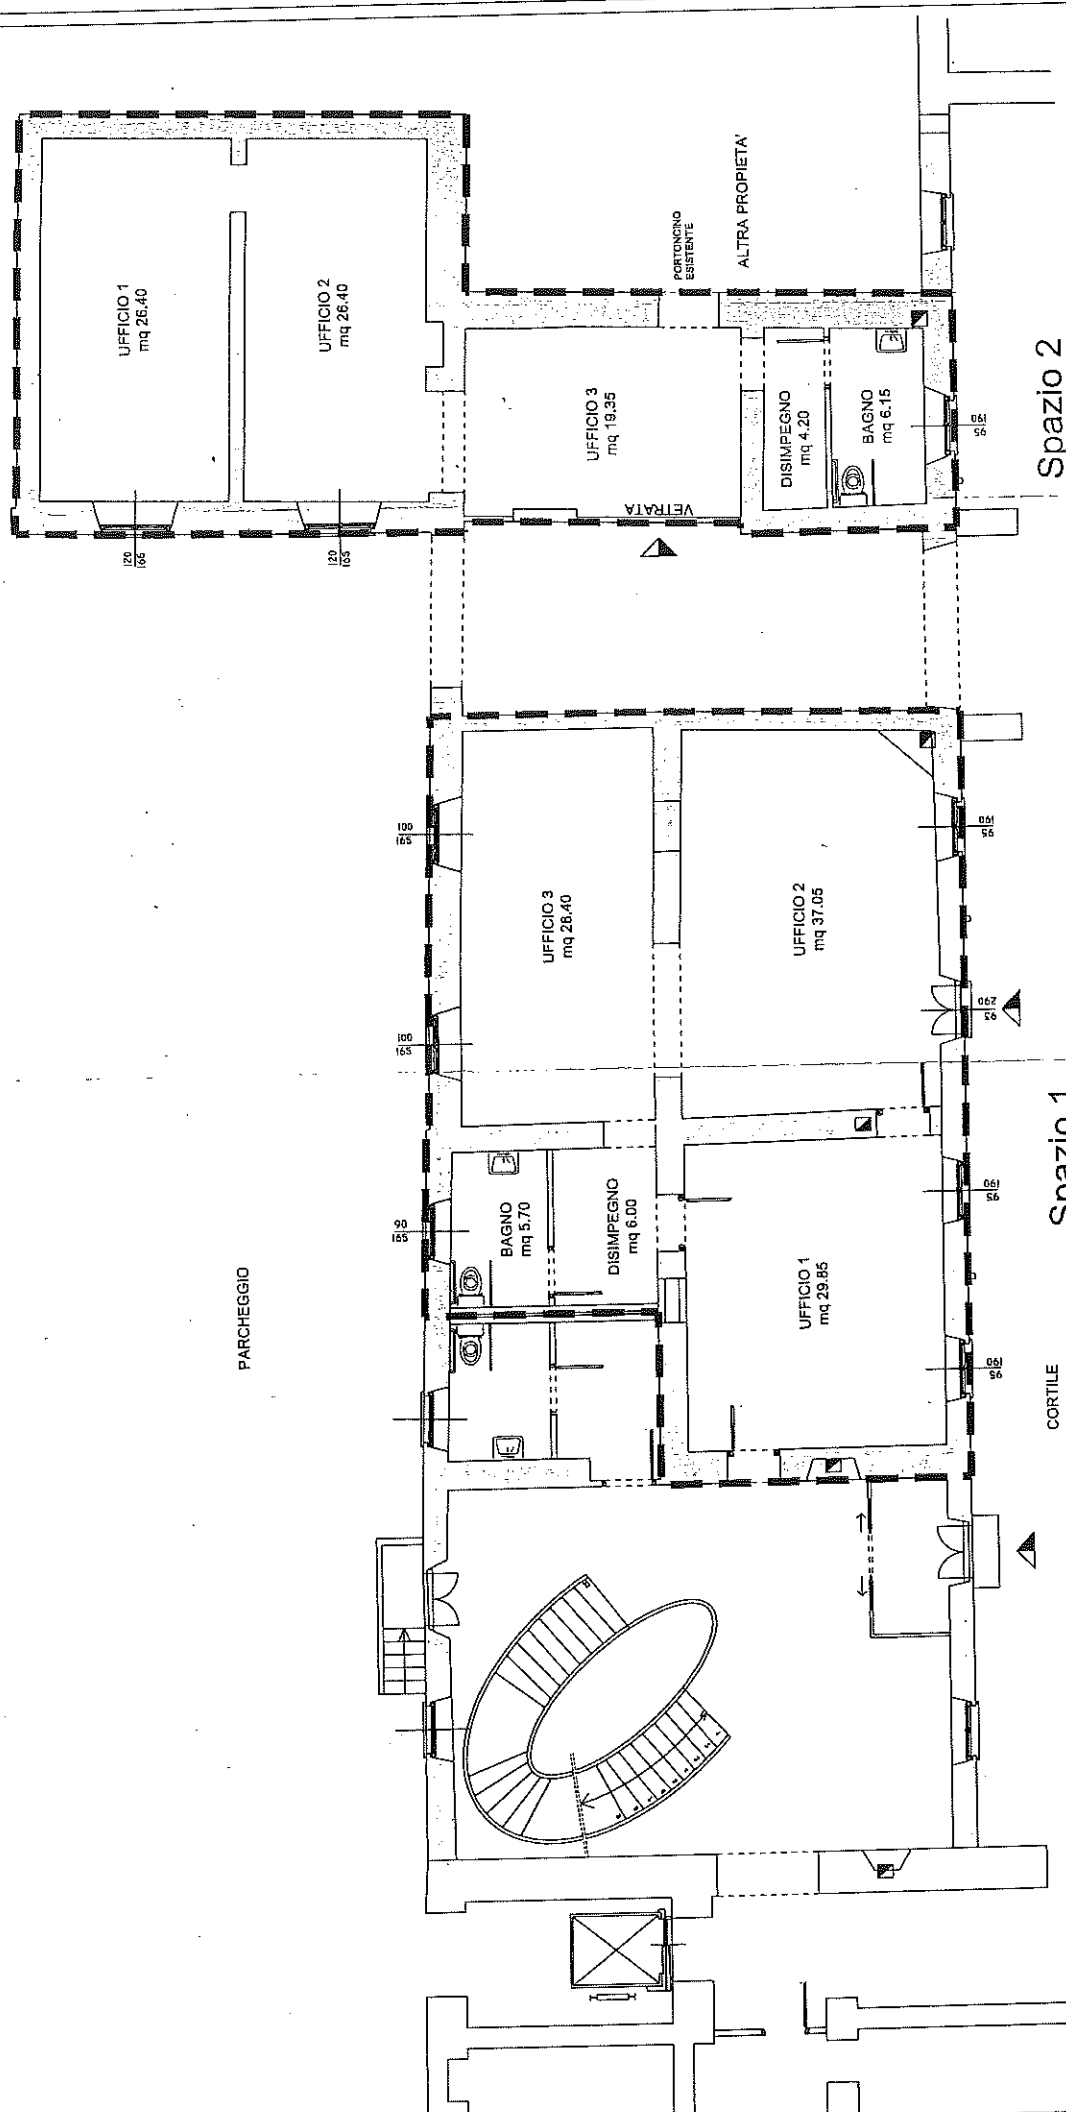 UFFICIO 1
mq 26.40
UFFICIO 2
mq 26.40
120
165
120
165
PORTONCINO
ESISTENTE
ALTRA PROPIETA'
UFFICIO 3
mq 19.35
VETRATA
DISIMPEGNO
mq 4.20
BAGNO
mq 6.15
95
190
Spazio 2
165
100
165
100
UFFICIO 3
mq 28.40
UFFICIO 2
mq 37.05
95
190
95
290
165
90
BAGNO
mq 5.70
DISIMPEGNO
mq 6.00
UFFICIO 1
mq 29.85
95
190
95
190
Spazio 1
PARCHEGGIO
CORTILE